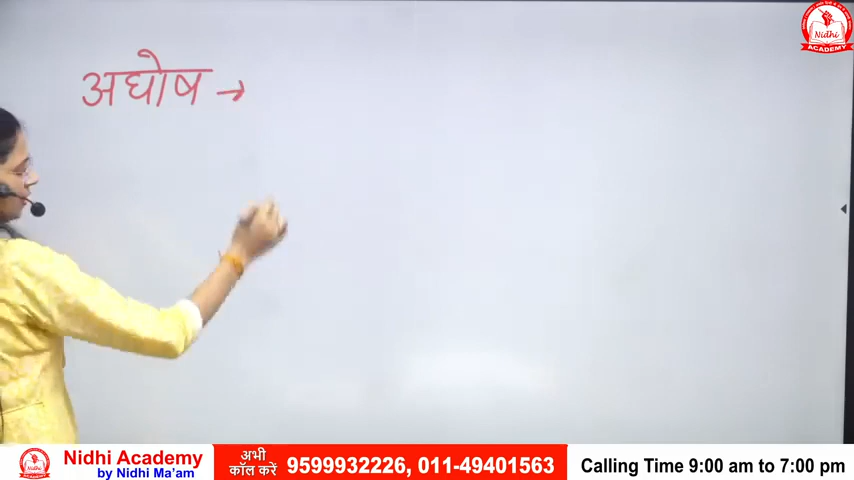 अघोष →
Nidhi
ACADEMY
Nidhi Academy
by Nidhi Ma'am
अभी
कॉल करें
9599932226, 011-49401563
Calling Time 9:00 am to 7:00 pm